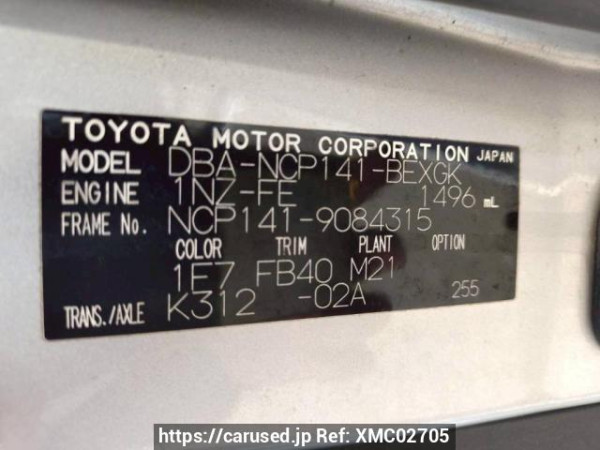 TOYOTA MOTOR CORPORATION JAPAN
MODEL DBA-NCP141-BEXGK
ENGINE 1NZ-FE 1496 mL
FRAME No. NCP141-9084315
COLOR TRIM PLANT OPTION
1E7 FB40 M21
TRANS./AXLE K312 -02A 255
https://carused.jp Ref: XMC02705